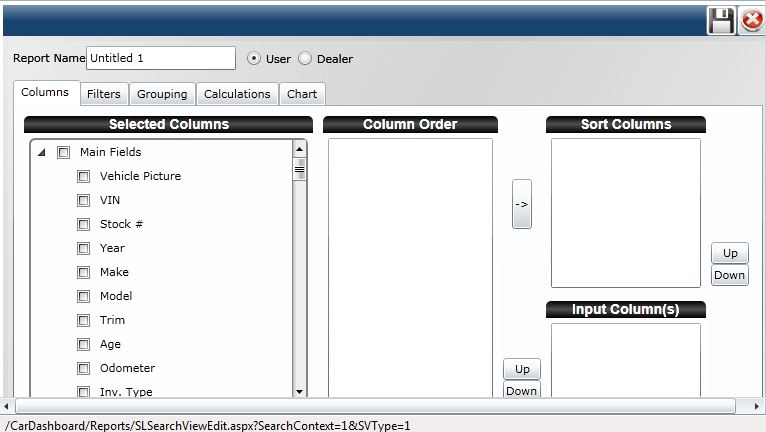 Report Name Untitled 1 User Dealer
Columns Filters Grouping Calculations Chart
Selected Columns Column Order Sort Columns
Main Fields
Vehicle Picture
VIN
Stock #
Year
Make
Model
Trim
Age
Odometer
Inv. Type
->
Up
Down
Input Column(s)
Up
Down
/CarDashboard/Reports/SLSearchViewEdit.aspx?SearchContext=1&SVType=1